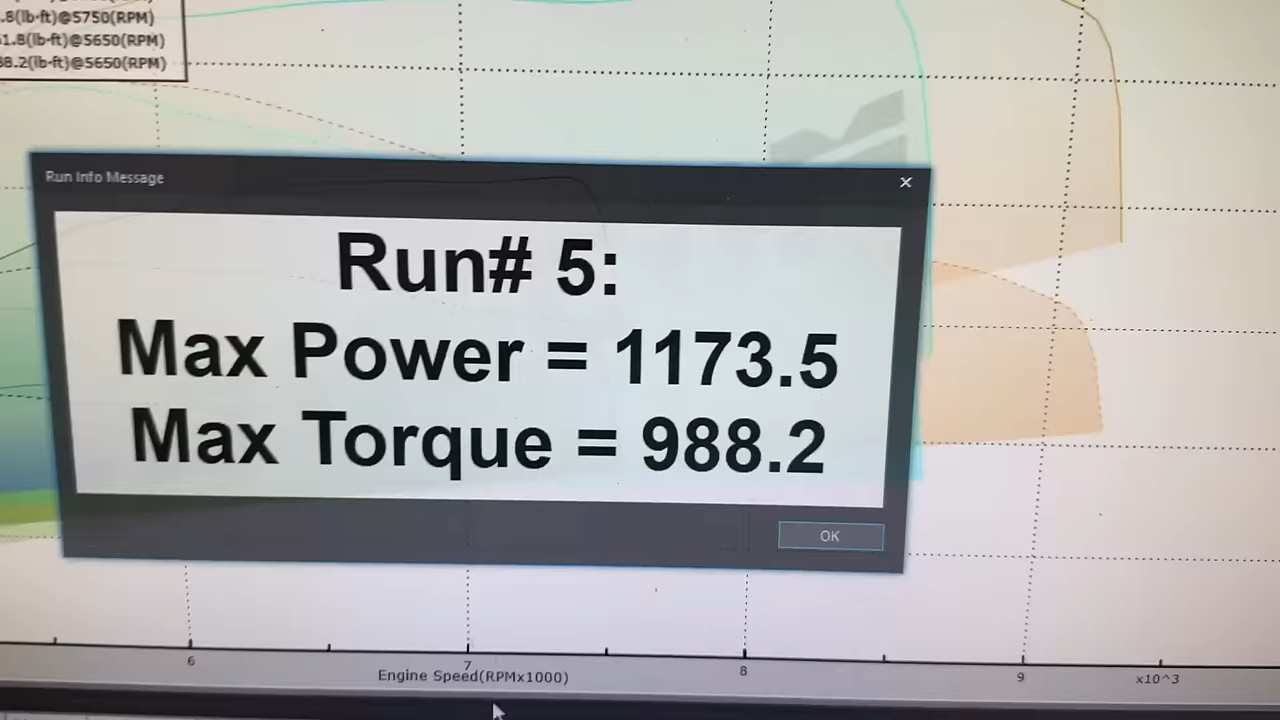 .8(lb-ft)@5750(RPM)
1.8(lb-ft)@5650(RPM)
88.2(lb-ft)@5650(RPM)
Run Info Message
Run# 5:
Max Power = 1173.5
Max Torque = 988.2
OK
6 7 8 9 x10^3
Engine Speed(RPMx1000)